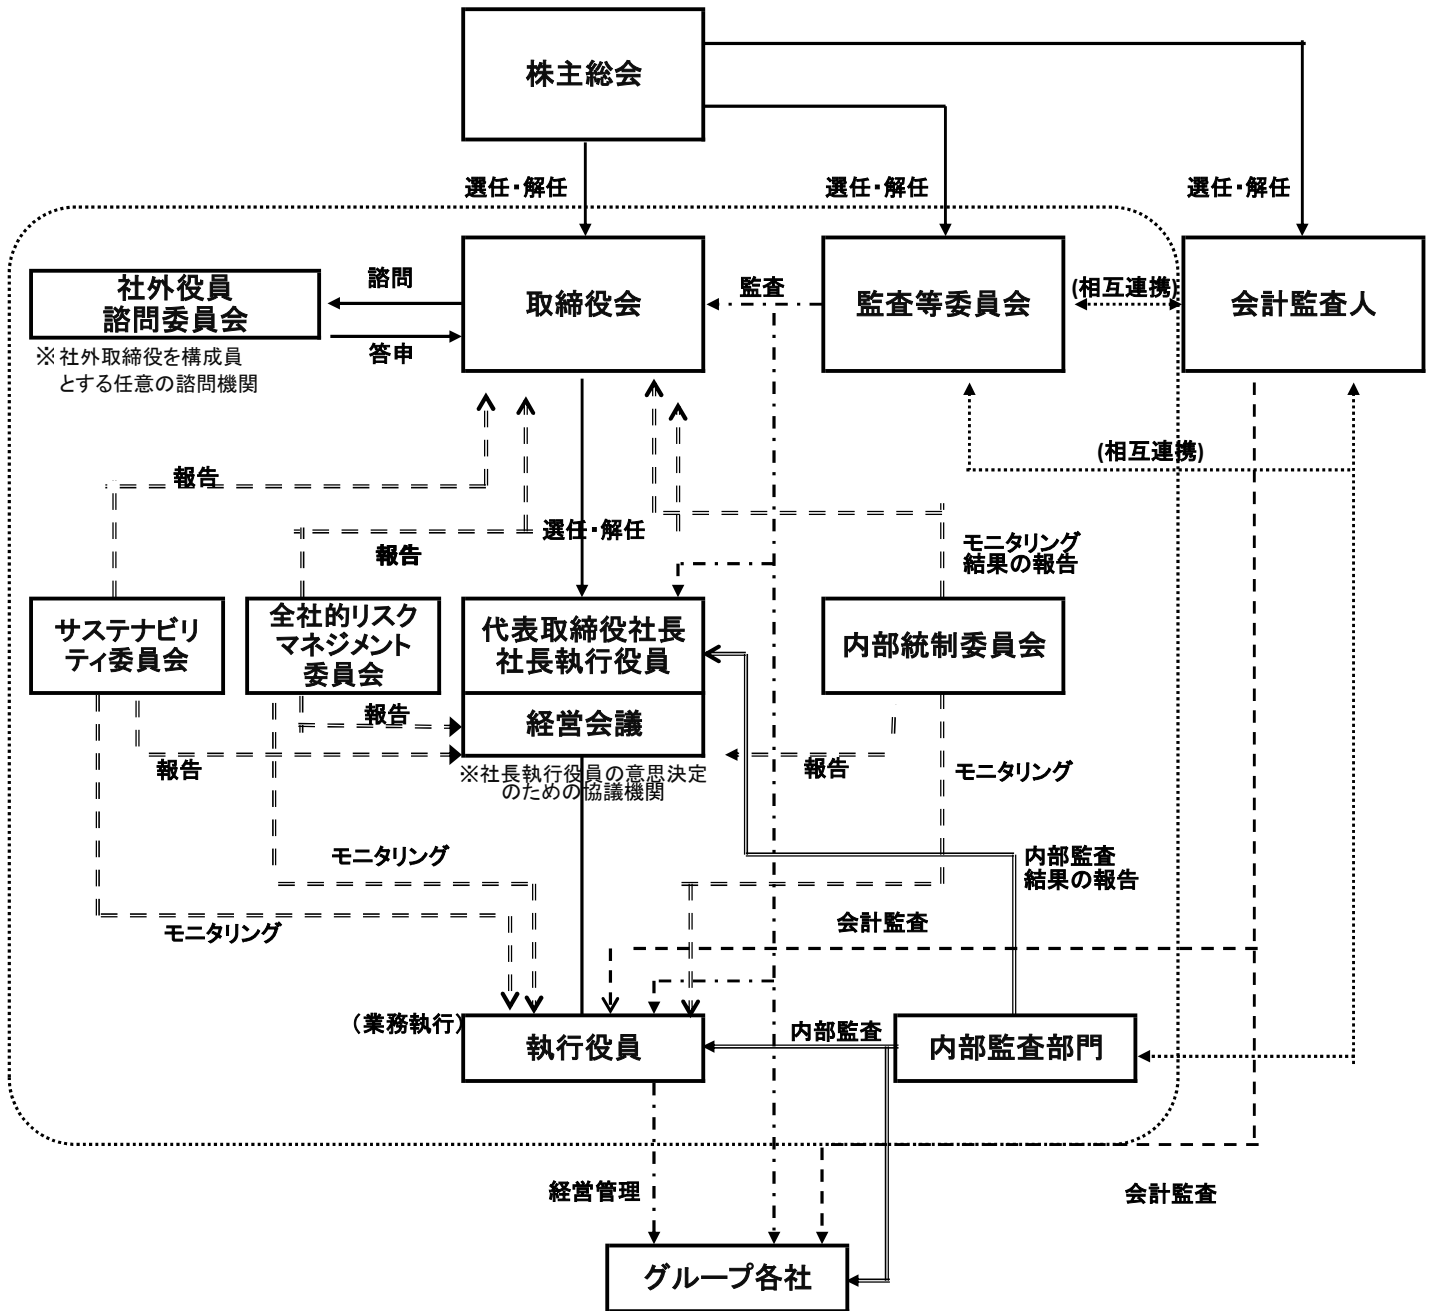 株主総会
選任・解任
選任・解任
選任・解任
社外役員
諮問委員会
諮問
答申
※社外取締役を構成員
とする任意の諮問機関
取締役会
監査
監査等委員会
(相互連携)
会計監査人
(相互連携)
報告
報告
選任・解任
モニタリング
結果の報告
サステナビリ
ティ委員会
全社的リスク
マネジメント
委員会
代表取締役社長
社長執行役員
経営会議
※社長執行役員の意思決定
のための協議機関
内部統制委員会
報告
報告
報告
モニタリング
モニタリング
モニタリング
内部監査
結果の報告
会計監査
（業務執行）
執行役員
内部監査
内部監査部門
経営管理
会計監査
グループ各社